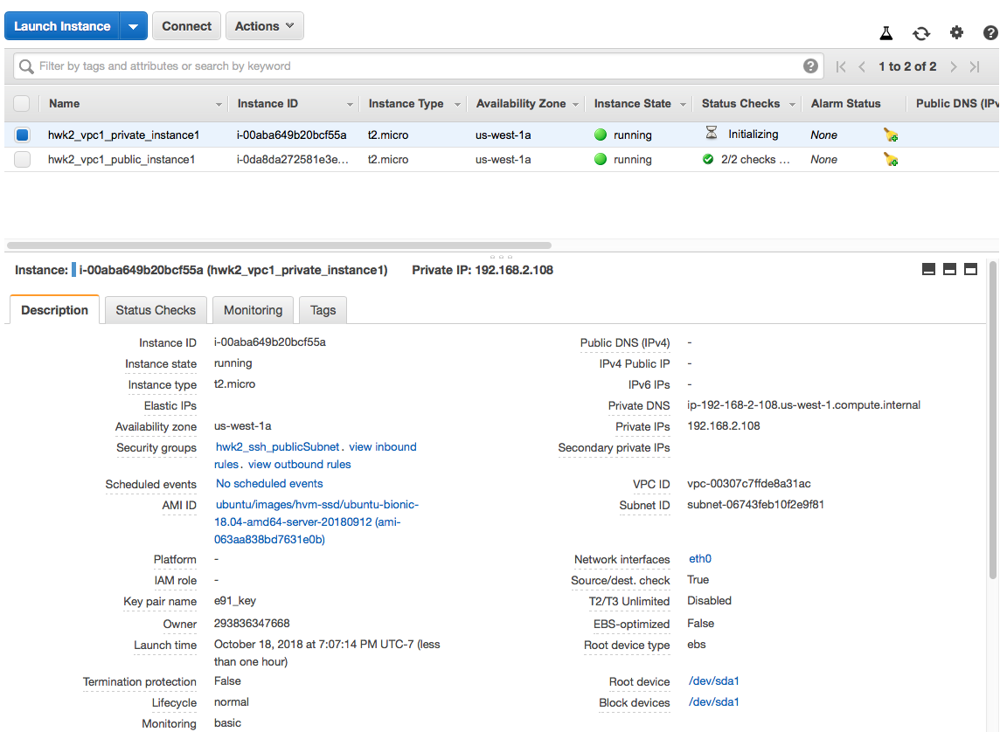 Launch Instance Connect Actions
Filter by tags and attributes or search by keyword 1 to 2 of 2
Name Instance ID Instance Type Availability Zone Instance State Status Checks Alarm Status Public DNS (IPv
hwk2_vpc1_private_instance1 i-00aba649b20bcf55a t2.micro us-west-1a running Initializing None
hwk2_vpc1_public_instance1 i-0da8da272581e3e... t2.micro us-west-1a running 2/2 checks ... None
Instance: i-00aba649b20bcf55a (hwk2_vpc1_private_instance1) Private IP: 192.168.2.108
Description Status Checks Monitoring Tags
Instance ID i-00aba649b20bcf55a Public DNS (IPv4) -
Instance state running IPv4 Public IP -
Instance type t2.micro IPv6 IPs -
Elastic IPs Private DNS ip-192-168-2-108.us-west-1.compute.internal
Availability zone us-west-1a Private IPs 192.168.2.108
Security groups hwk2_ssh_publicSubnet . view inbound Secondary private IPs
rules . view outbound rules
Scheduled events No scheduled events VPC ID vpc-00307c7ffde8a31ac
AMI ID ubuntu/images/hvm-ssd/ubuntu-bionic- Subnet ID subnet-06743feb10f2e9f81
18.04-amd64-server-20180912 (ami-
063aa838bd7631e0b)
Platform - Network interfaces eth0
IAM role - Source/dest. check True
Key pair name e91_key T2/T3 Unlimited Disabled
Owner 293836347668 EBS-optimized False
Launch time October 18, 2018 at 7:07:14 PM UTC-7 (less Root device type ebs
than one hour)
Termination protection False Root device /dev/sda1
Lifecycle normal Block devices /dev/sda1
Monitoring basic